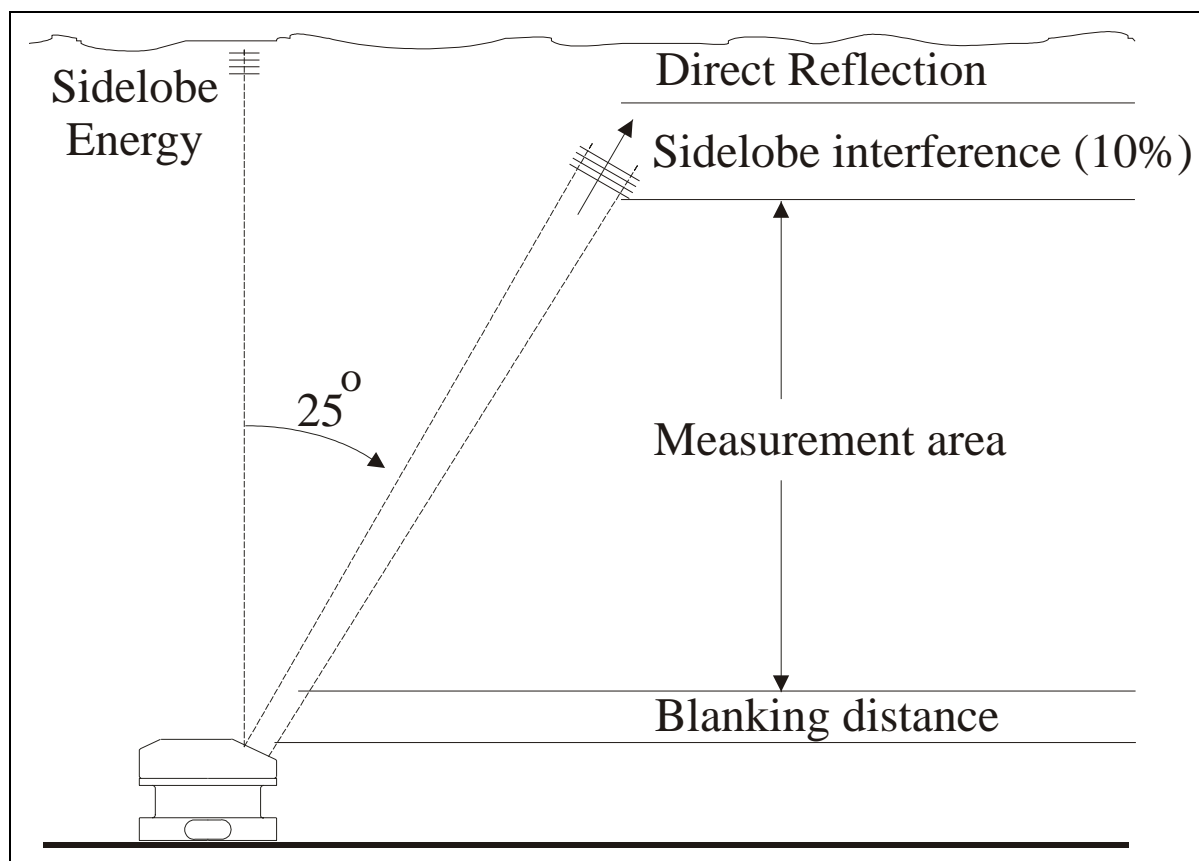 Direct Reflection
Sidelobe
Energy
Sidelobe interference (10%)
25°
Measurement area
Blanking distance